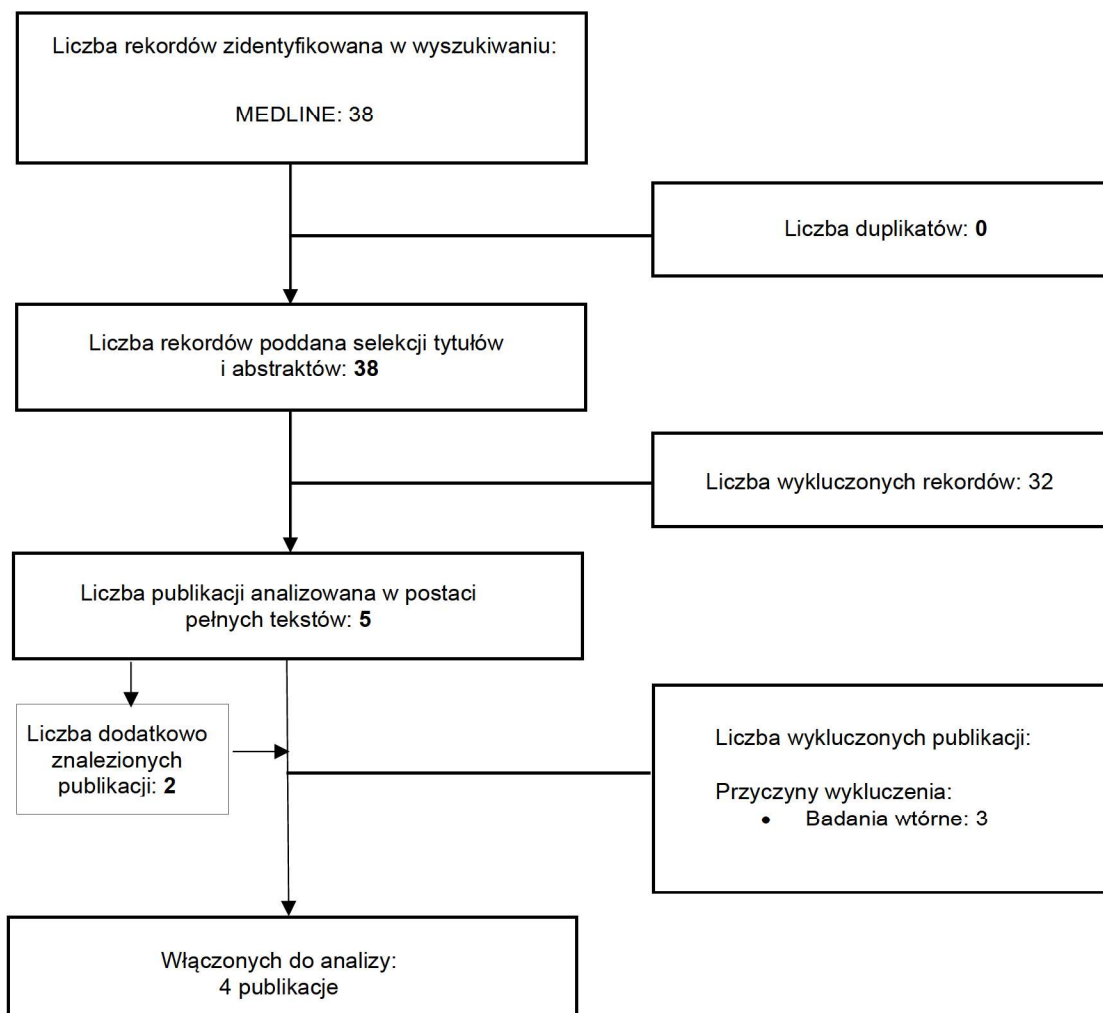 Liczba rekordów zidentyfikowana w wyszukiwaniu:
MEDLINE: 38
Liczba duplikatów: 0
Liczba rekordów poddana selekcji tytułów
i abstraktów: 38
Liczba wykluczonych rekordów: 32
Liczba publikacji analizowana w postaci
pełnych tekstów: 5
Liczba dodatkowo
znalezionych
publikacji: 2
Liczba wykluczonych publikacji:
Przyczyny wykluczenia:
• Badania wtórne: 3
Włączonych do analizy:
4 publikacje